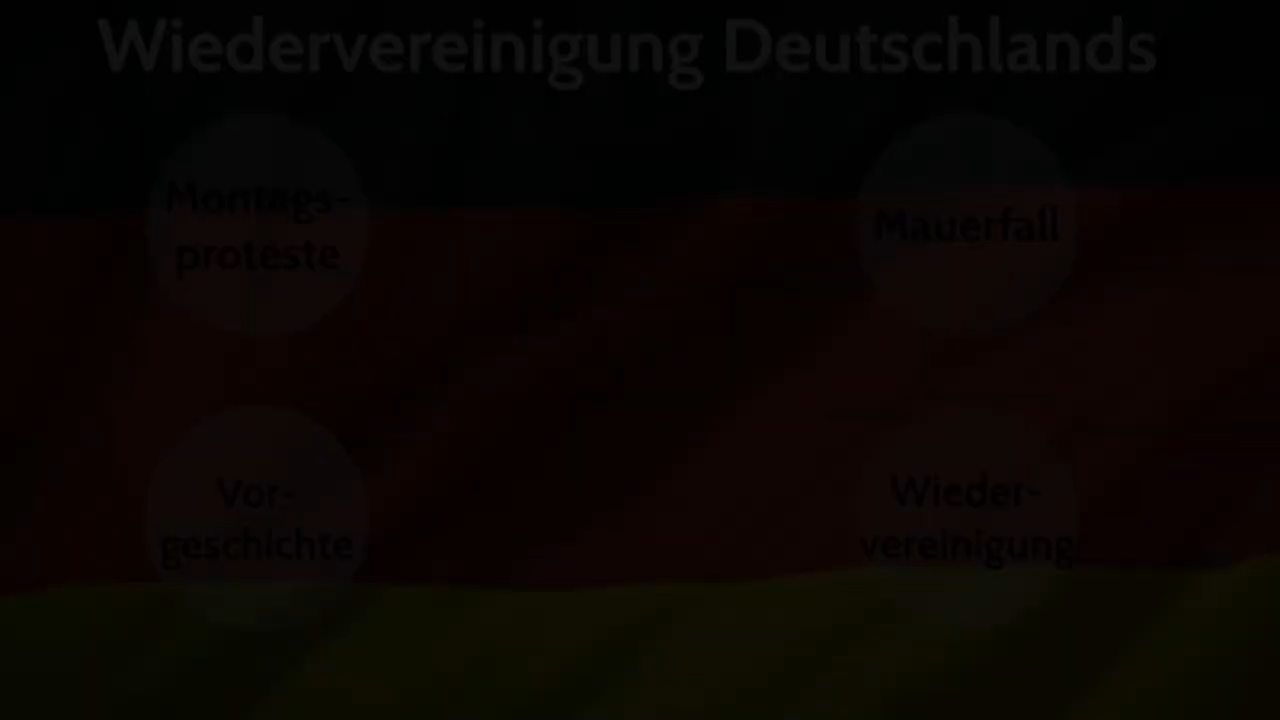 Wiedervereinigung Deutschlands
Montags-
proteste
Mauerfall
Vor-
geschichte
Wieder-
vereinigung